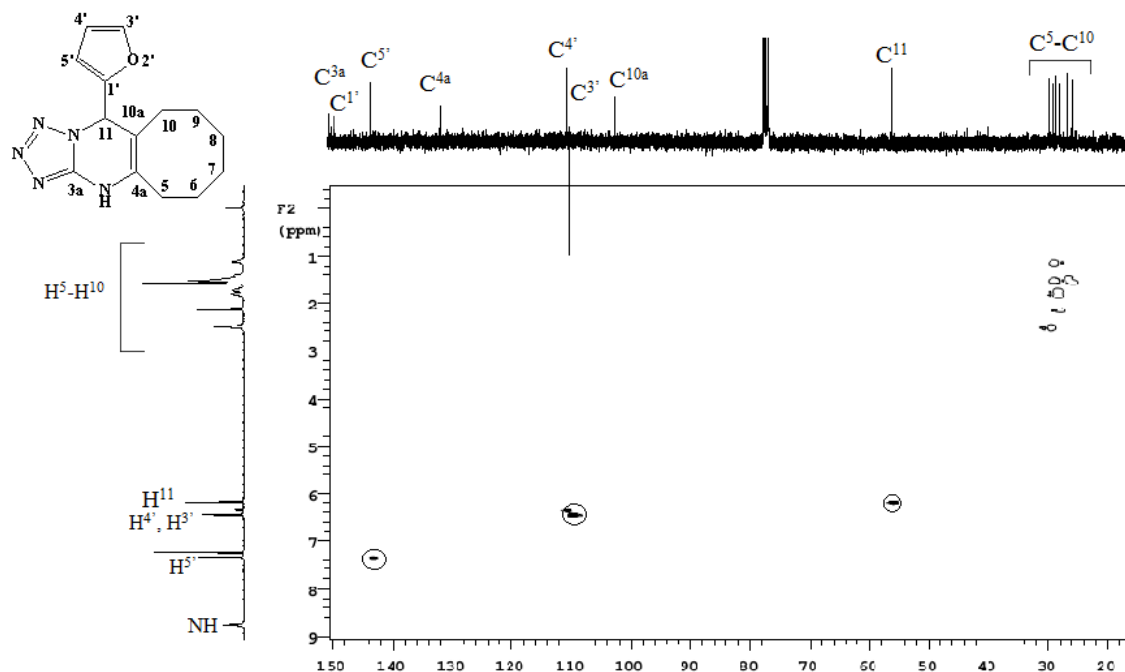 4' 3'
5' O 2'
1'
10a
N N 11 10 9
N 8
N 3a N 4a 5 6 7
H
C3a C1' C5' C4a C4' C3' C10a C11 C5-C10
F2
(ppm)
H5-H10
H11
H4', H3'
H5'
NH
1
2
3
4
5
6
7
8
9
150 140 130 120 110 100 90 80 70 60 50 40 30 20